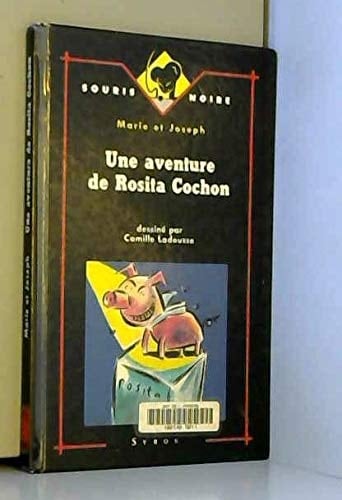 SOURIS NOIRE
Marie et Joseph
Une aventure
de Rosita Cochon
dessiné par
Camille Ladousse
Rosita
SYROS
Marie et Joseph Une aventure de Rosita Cochon